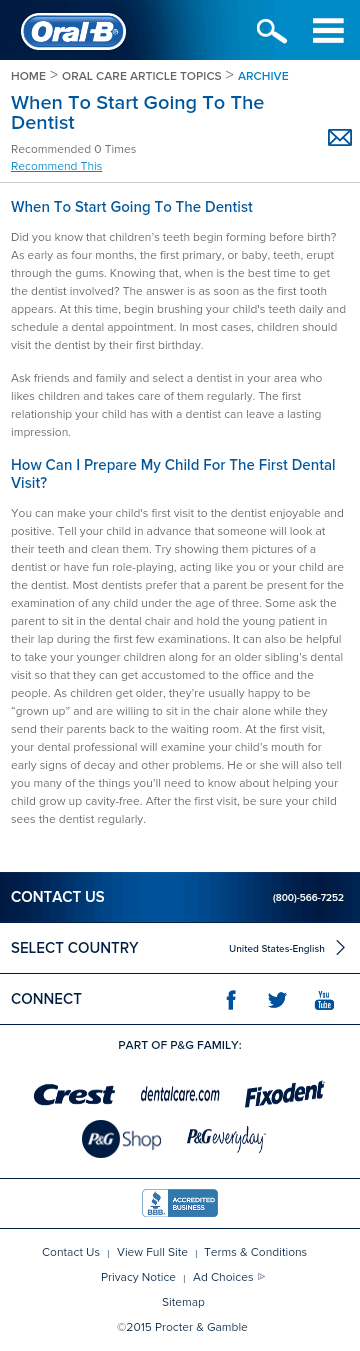 Oral-B®
HOME > ORAL CARE ARTICLE TOPICS > ARCHIVE
When To Start Going To The
Dentist
Recommended 0 Times
Recommend This
When To Start Going To The Dentist
Did you know that children's teeth begin forming before birth?
As early as four months, the first primary, or baby, teeth, erupt
through the gums. Knowing that, when is the best time to get
the dentist involved? The answer is as soon as the first tooth
appears. At this time, begin brushing your child's teeth daily and
schedule a dental appointment. In most cases, children should
visit the dentist by their first birthday.
Ask friends and family and select a dentist in your area who
likes children and takes care of them regularly. The first
relationship your child has with a dentist can leave a lasting
impression.
How Can I Prepare My Child For The First Dental
Visit?
You can make your child's first visit to the dentist enjoyable and
positive. Tell your child in advance that someone will look at
their teeth and clean them. Try showing them pictures of a
dentist or have fun role-playing, acting like you or your child are
the dentist. Most dentists prefer that a parent be present for the
examination of any child under the age of three. Some ask the
parent to sit in the dental chair and hold the young patient in
their lap during the first few examinations. It can also be helpful
to take your younger children along for an older sibling's dental
visit so that they can get accustomed to the office and the
people. As children get older, they're usually happy to be
“grown up” and are willing to sit in the chair alone while they
send their parents back to the waiting room. At the first visit,
your dental professional will examine your child's mouth for
early signs of decay and other problems. He or she will also tell
you many of the things you'll need to know about helping your
child grow up cavity-free. After the first visit, be sure your child
sees the dentist regularly.
CONTACT US (800)-566-7252
SELECT COUNTRY United States-English
CONNECT f You Tube
PART OF P&G FAMILY:
Crest dentalcare.com Fixodent
P&G Shop P&G everyday
BBB. ACCREDITED BUSINESS
Contact Us | View Full Site | Terms & Conditions
Privacy Notice | Ad Choices
Sitemap
©2015 Procter & Gamble